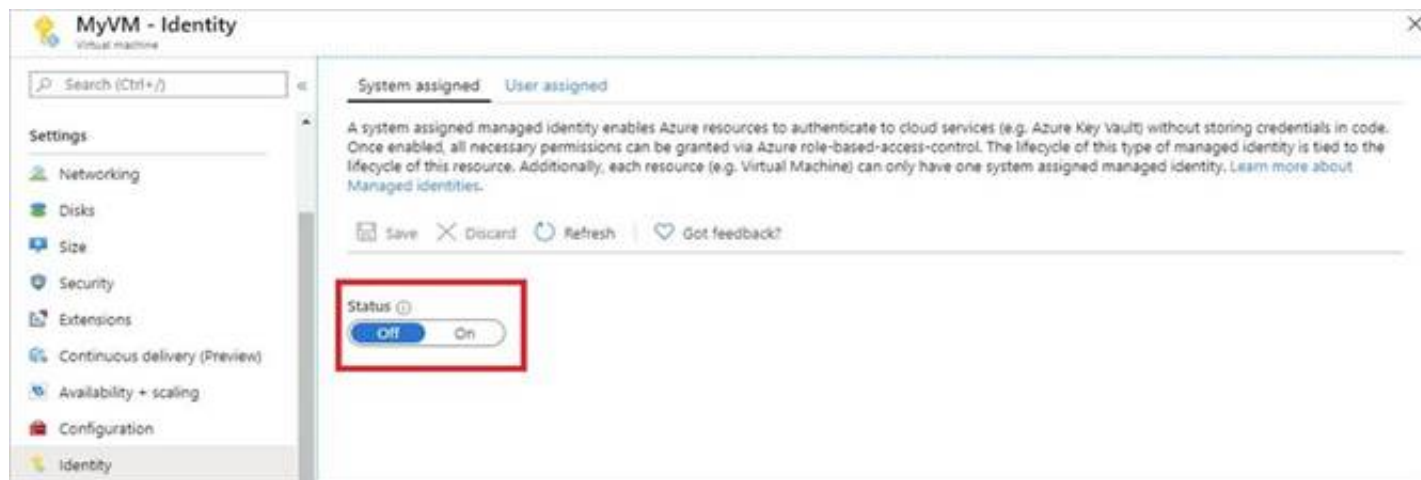 MyVM - Identity
Virtual machine
Search (Ctrl+/)
«
Settings
Networking
Disks
Size
Security
Extensions
Continuous delivery (Preview)
Availability + scaling
Configuration
Identity
System assigned User assigned
A system assigned managed identity enables Azure resources to authenticate to cloud services (e.g. Azure Key Vault) without storing credentials in code.
Once enabled, all necessary permissions can be granted via Azure role-based-access-control. The lifecycle of this type of managed identity is tied to the
lifecycle of this resource. Additionally, each resource (e.g. Virtual Machine) can only have one system assigned managed identity. Learn more about
Managed identities.
Save Discard Refresh Got feedback?
Status
Off On